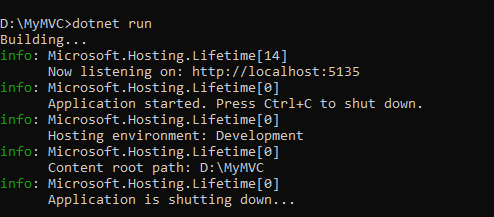 D:\MyMVC>dotnet run
Building...
info: Microsoft.Hosting.Lifetime[14]
      Now listening on: http://localhost:5135
info: Microsoft.Hosting.Lifetime[0]
      Application started. Press Ctrl+C to shut down.
info: Microsoft.Hosting.Lifetime[0]
      Hosting environment: Development
info: Microsoft.Hosting.Lifetime[0]
      Content root path: D:\MyMVC
info: Microsoft.Hosting.Lifetime[0]
      Application is shutting down...